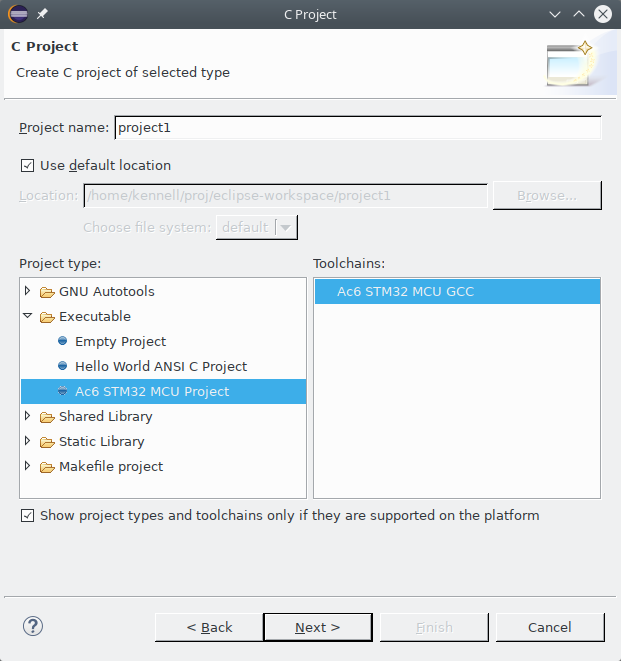 C Project
C Project
Create C project of selected type
Project name: project1
Use default location
Location: /home/kennell/proj/eclipse-workspace/project1 Browse...
Choose file system: default
Project type: Toolchains:
GNU Autotools Ac6 STM32 MCU GCC
Executable
Empty Project
Hello World ANSI C Project
Ac6 STM32 MCU Project
Shared Library
Static Library
Makefile project
Show project types and toolchains only if they are supported on the platform
? < Back Next > Finish Cancel